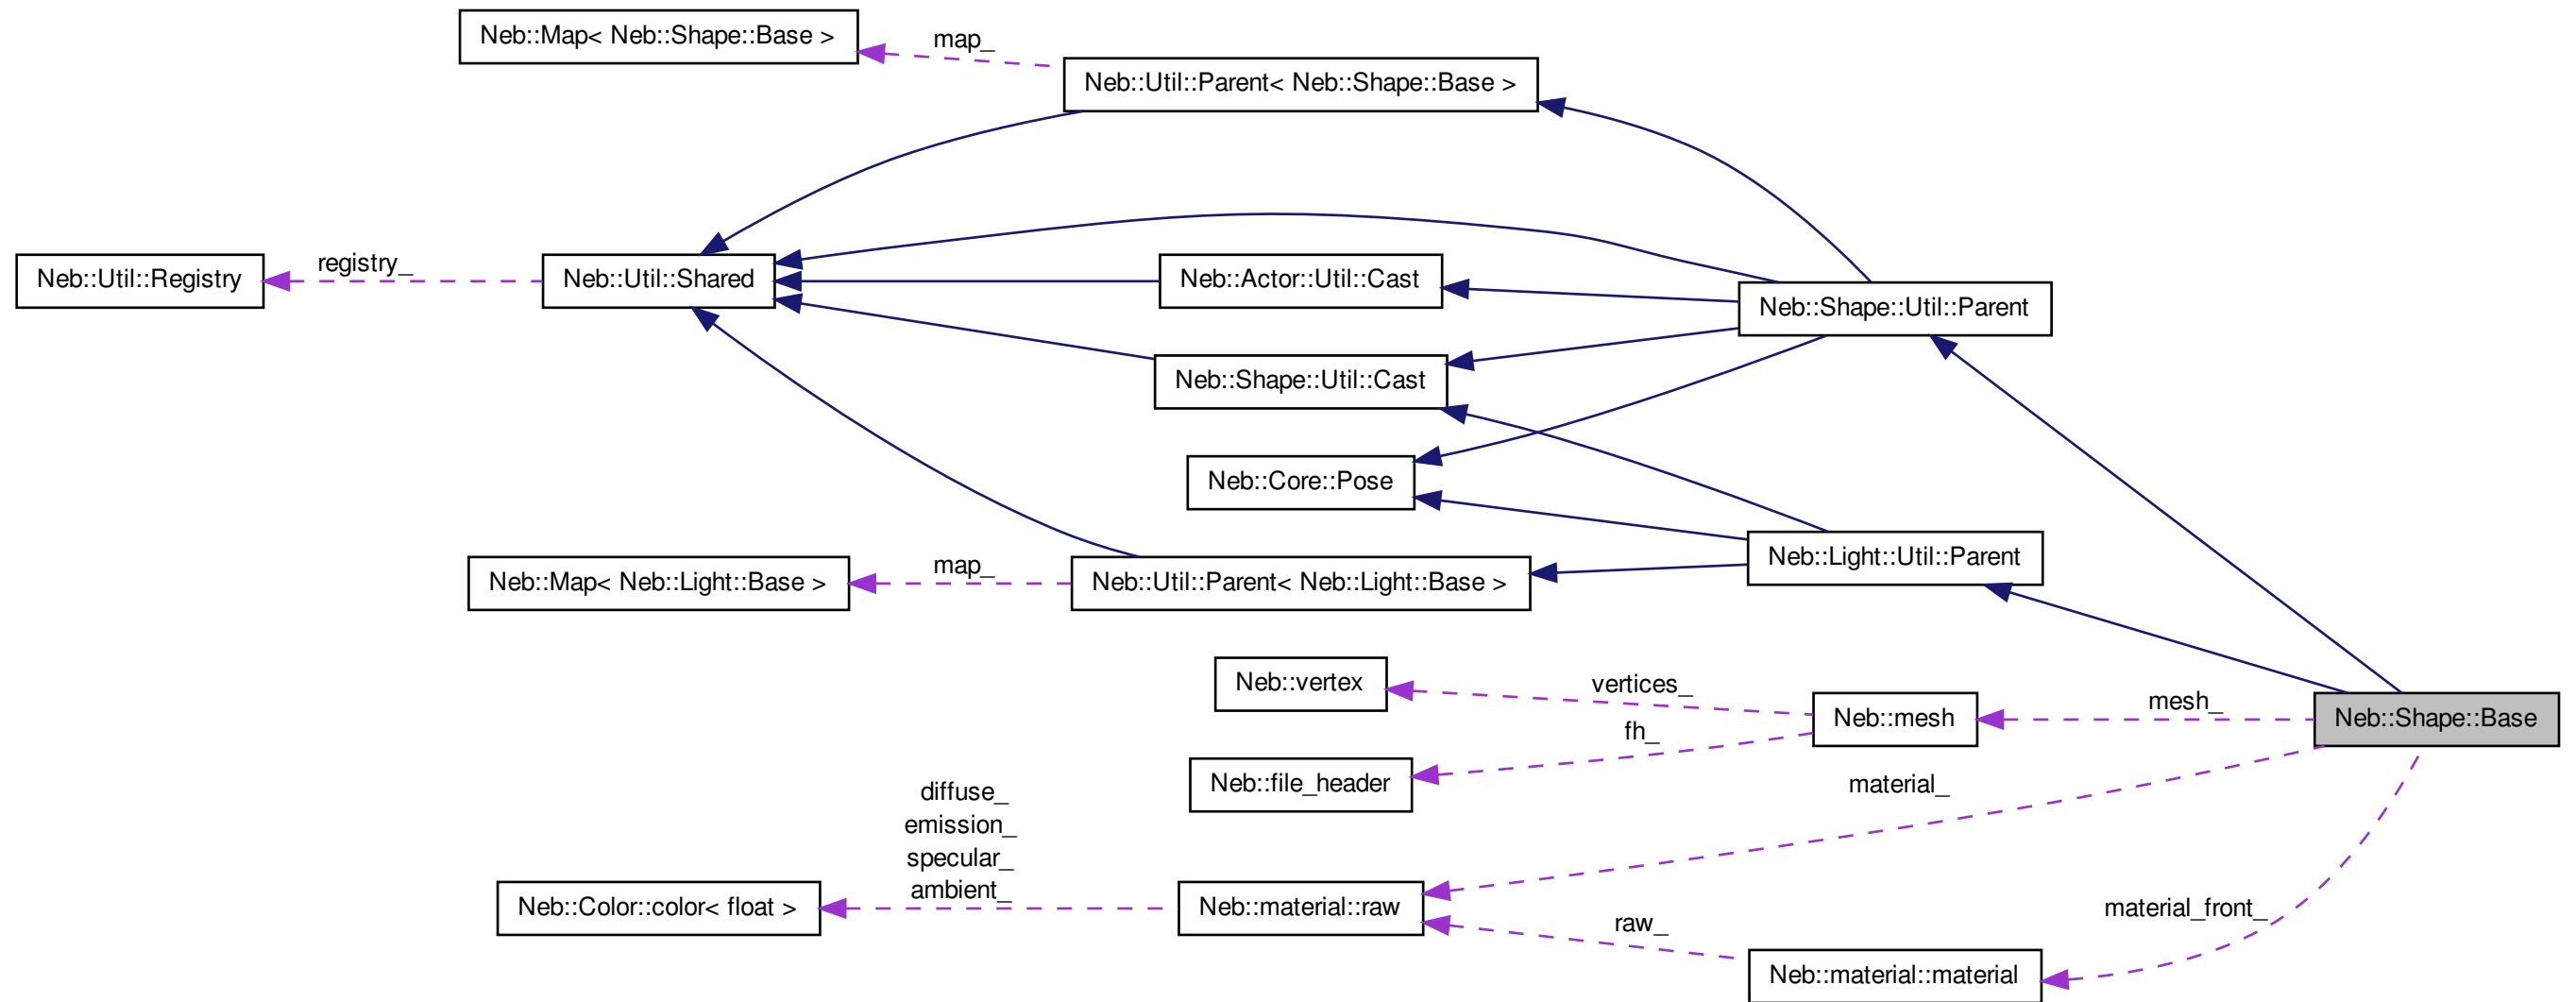 Neb::Map< Neb::Shape::Base >
map_
Neb::Util::Parent< Neb::Shape::Base >
Neb::Util::Registry
registry_
Neb::Util::Shared
Neb::Actor::Util::Cast
Neb::Shape::Util::Parent
Neb::Shape::Util::Cast
Neb::Core::Pose
Neb::Light::Util::Parent
Neb::Map< Neb::Light::Base >
map_
Neb::Util::Parent< Neb::Light::Base >
Neb::vertex
vertices_
Neb::mesh
mesh_
Neb::Shape::Base
fh_
Neb::file_header
material_
diffuse_
emission_
specular_
ambient_
Neb::Color::color< float >
Neb::material::raw
raw_
material_front_
Neb::material::material